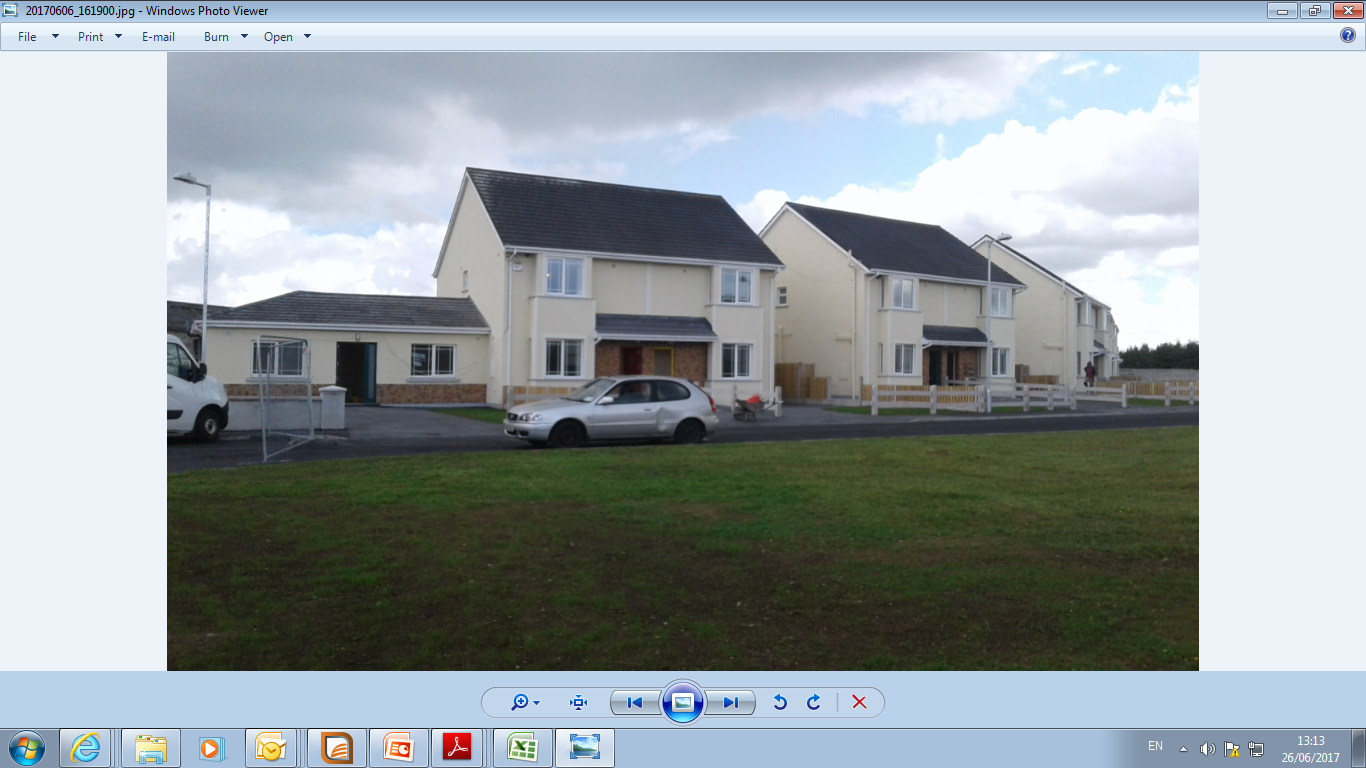 20170606_161900.jpg - Windows Photo Viewer
File Print E-mail Burn Open
EN
13:13
26/06/2017